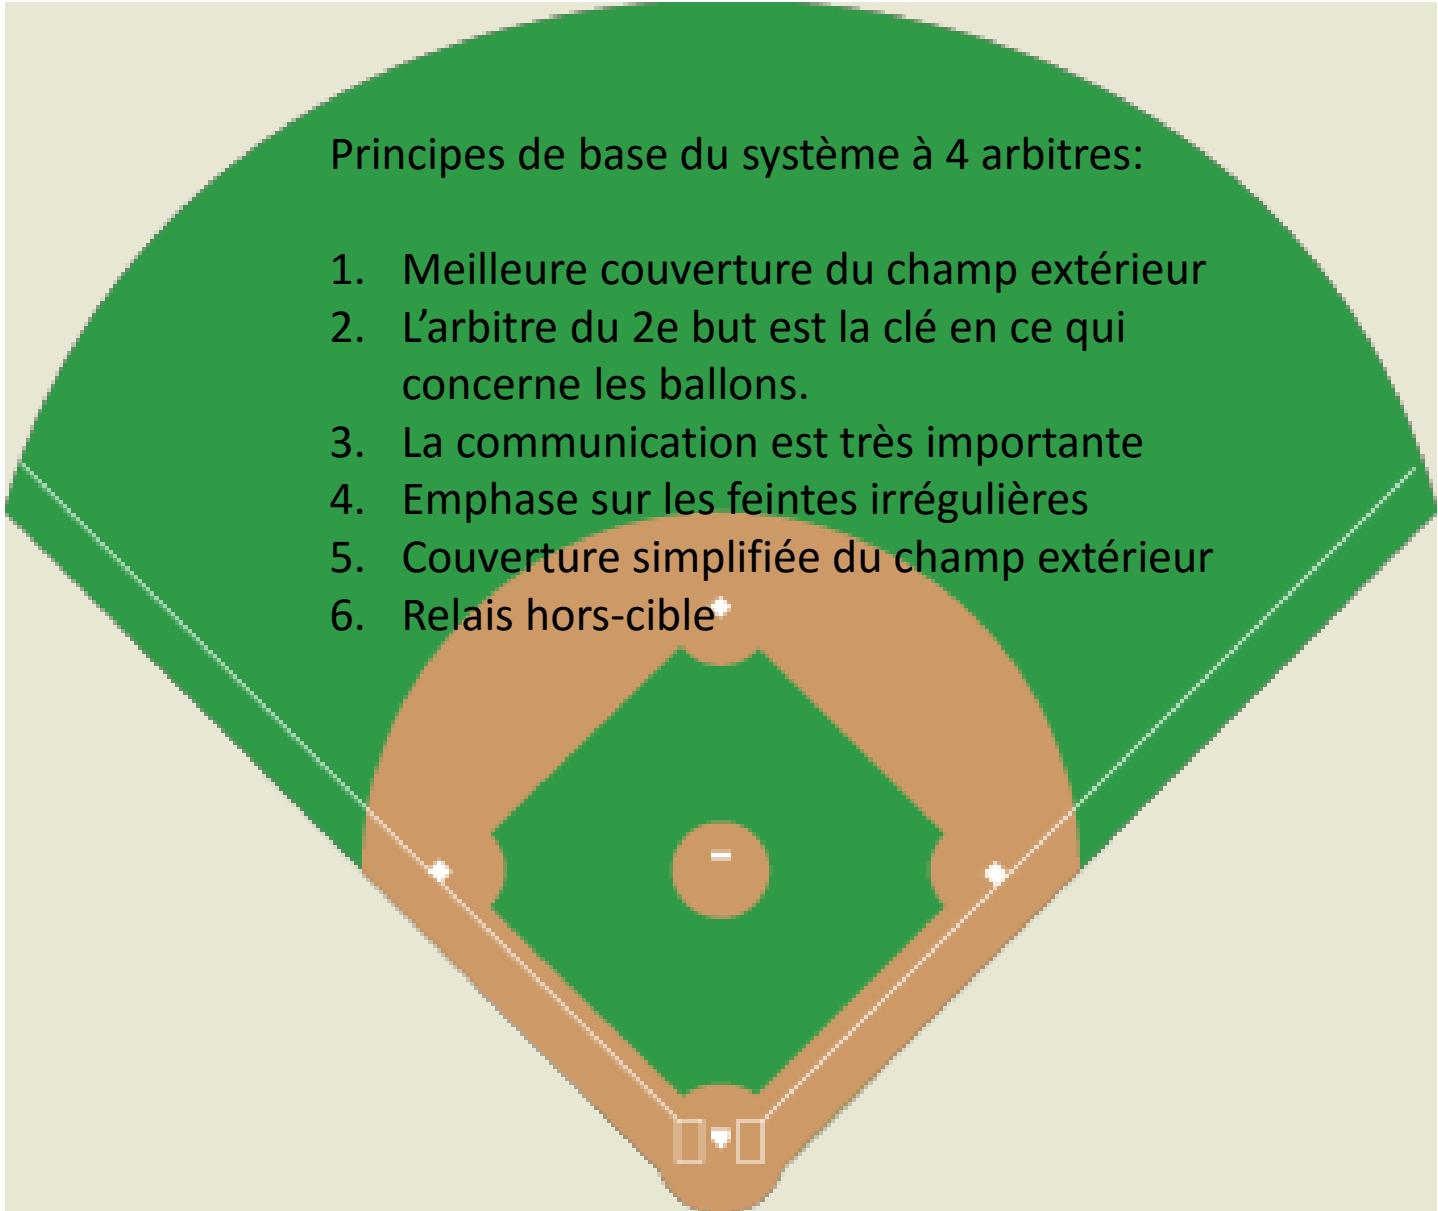 Principes de base du système à 4 arbitres:
1. Meilleure couverture du champ extérieur
2. L’arbitre du 2e but est la clé en ce qui
concerne les ballons.
3. La communication est très importante
4. Emphase sur les feintes irrégulières
5. Couverture simplifiée du champ extérieur
6. Relais hors-cible